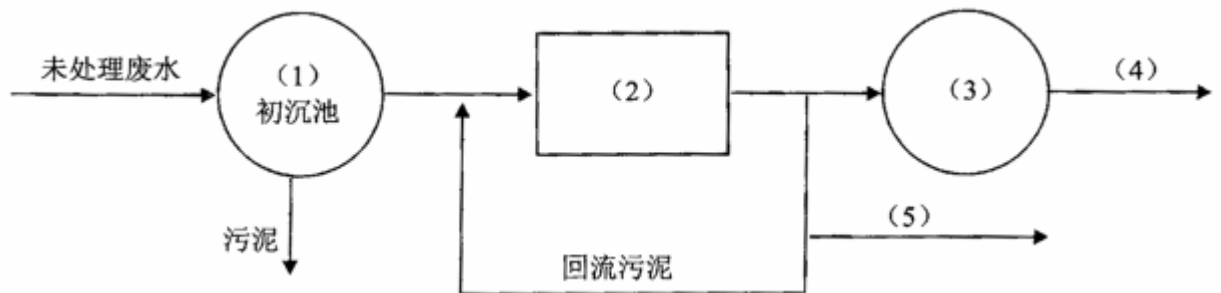 未处理废水
（1）
初沉池
（2）
（3）
（4）
（5）
污泥
回流污泥